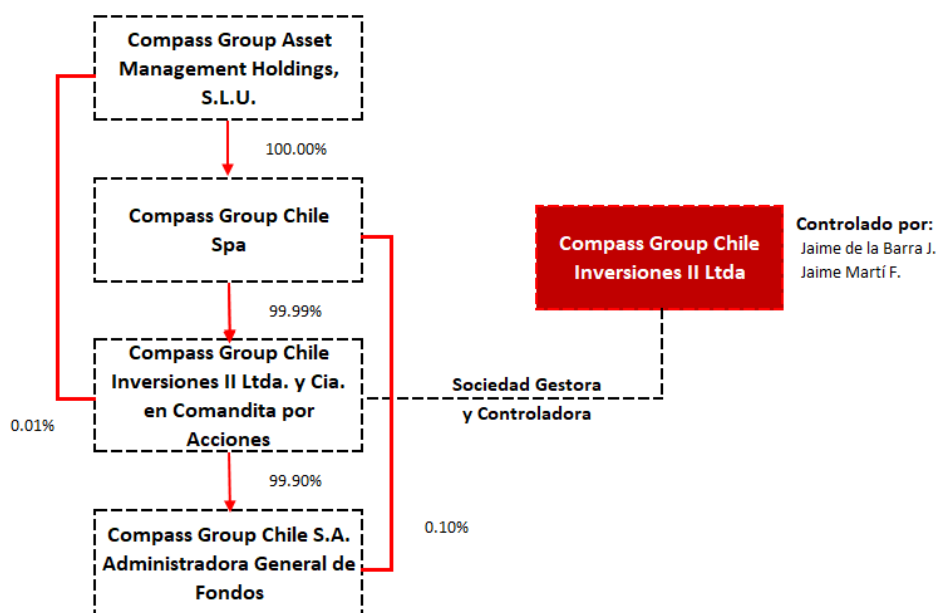 Compass Group Asset
Management Holdings,
S.L.U.
100.00%
Compass Group Chile
Spa
99.99%
Compass Group Chile
Inversiones II Ltda. y Cia.
en Comandita por
Acciones
0.01%
99.90%
Compass Group Chile S.A.
Administradora General de
Fondos
0.10%
Sociedad Gestora
y Controladora
Compass Group Chile
Inversiones II Ltda
Controlado por:
Jaime de la Barra J.
Jaime Martí F.